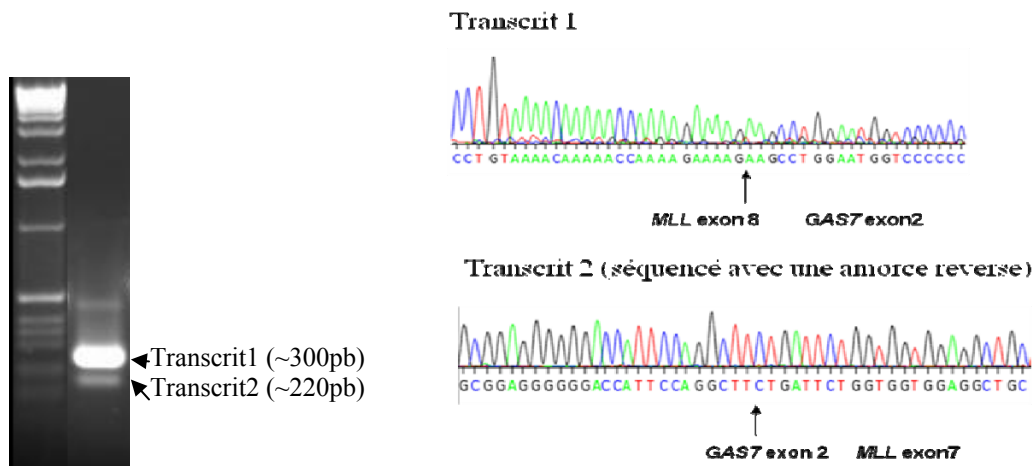 Transcrit 1
CCTGTAAAACAAAAACCAAAAGAAAAGAAGCCTGGAATGGTCCCCCC
MLL exon 8 GAS7 exon2
Transcrit 2 (séquencé avec une amorce reverse)
GCGGAGGGGGGACCATTCCAGGCTTCTGATTCTGGTGGTGGAGGCTGC
GAS7 exon 2 MLL exon7
Transcrit1 (~300pb)
Transcrit2 (~220pb)